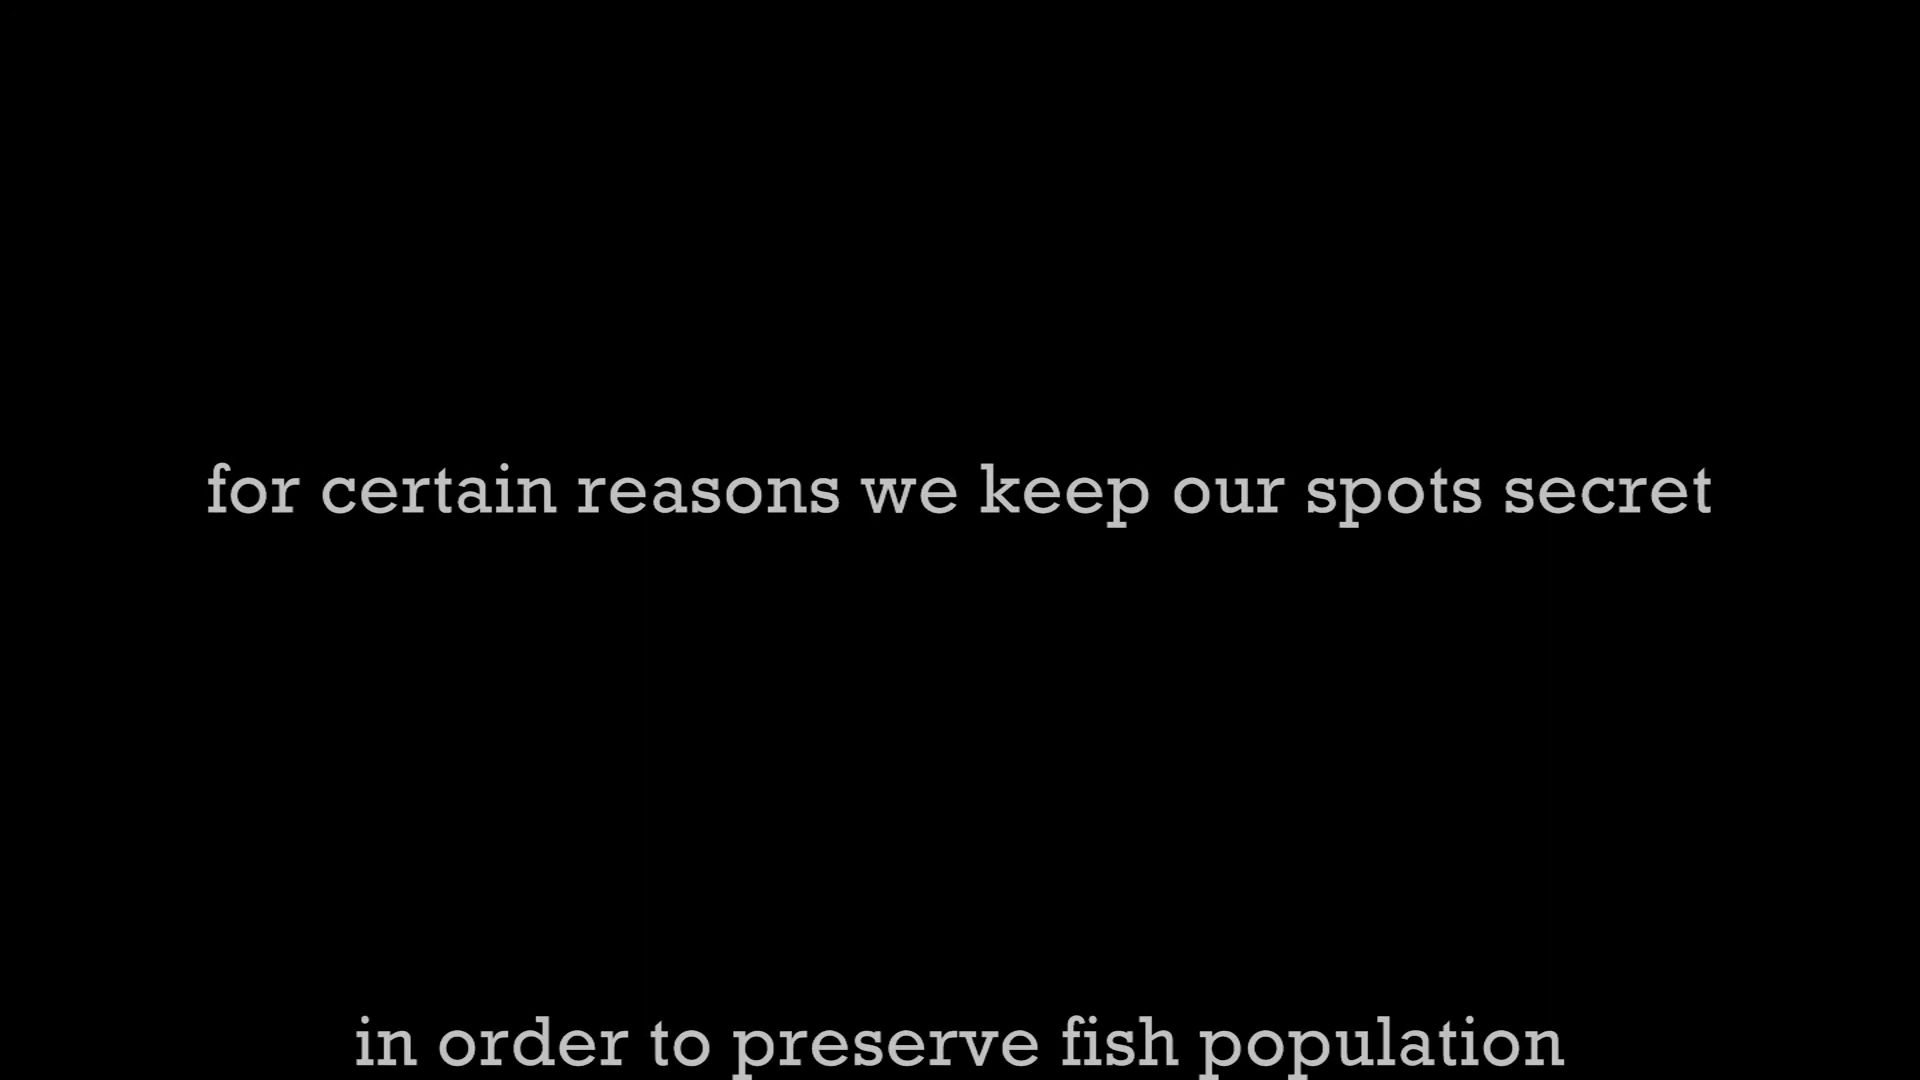 for certain reasons we keep our spots secret
in order to preserve fish population